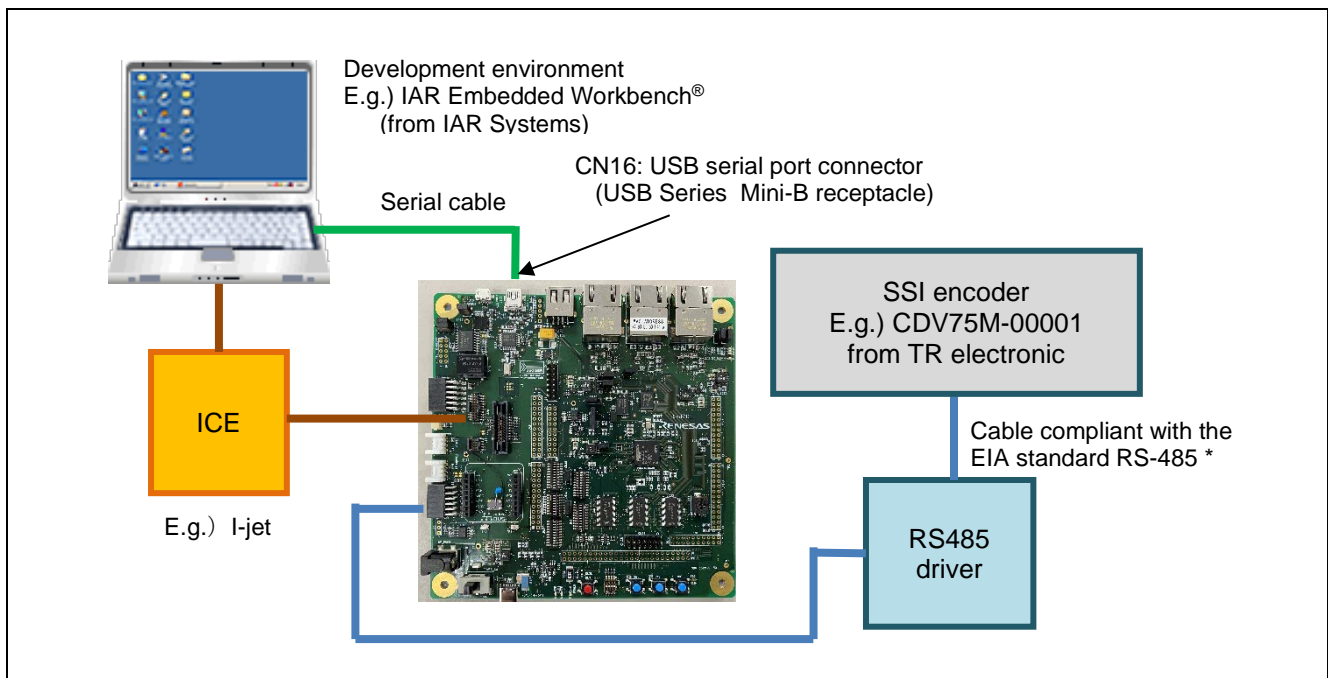 Development environment
E.g.) IAR Embedded Workbench®
(from IAR Systems)
CN16: USB serial port connector
(USB Series Mini-B receptacle)
Serial cable
SSI encoder
E.g.) CDV75M-00001
from TR electronic
RENESAS
ICE
Cable compliant with the
EIA standard RS-485 *
E.g.） I-jet
RS485
driver